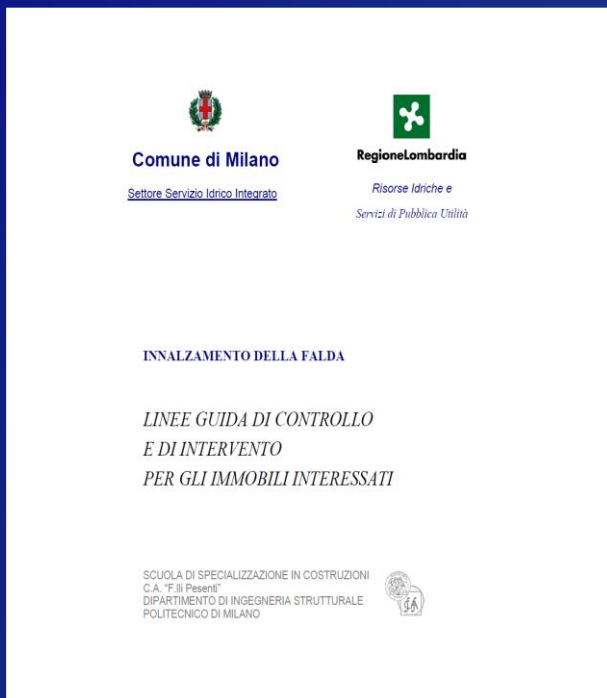 Comune di Milano
Settore Servizio Idrico Integrato
RegioneLombardia
Risorse Idriche e
Servizi di Pubblica Utilità
INNALZAMENTO DELLA FALDA
LINEE GUIDA DI CONTROLLO
E DI INTERVENTO
PER GLI IMMOBILI INTERESSATI
SCUOLA DI SPECIALIZZAZIONE IN COSTRUZIONI
C.A. "F.lli Pesenti"
DIPARTIMENTO DI INGEGNERIA STRUTTURALE
POLITECNICO DI MILANO